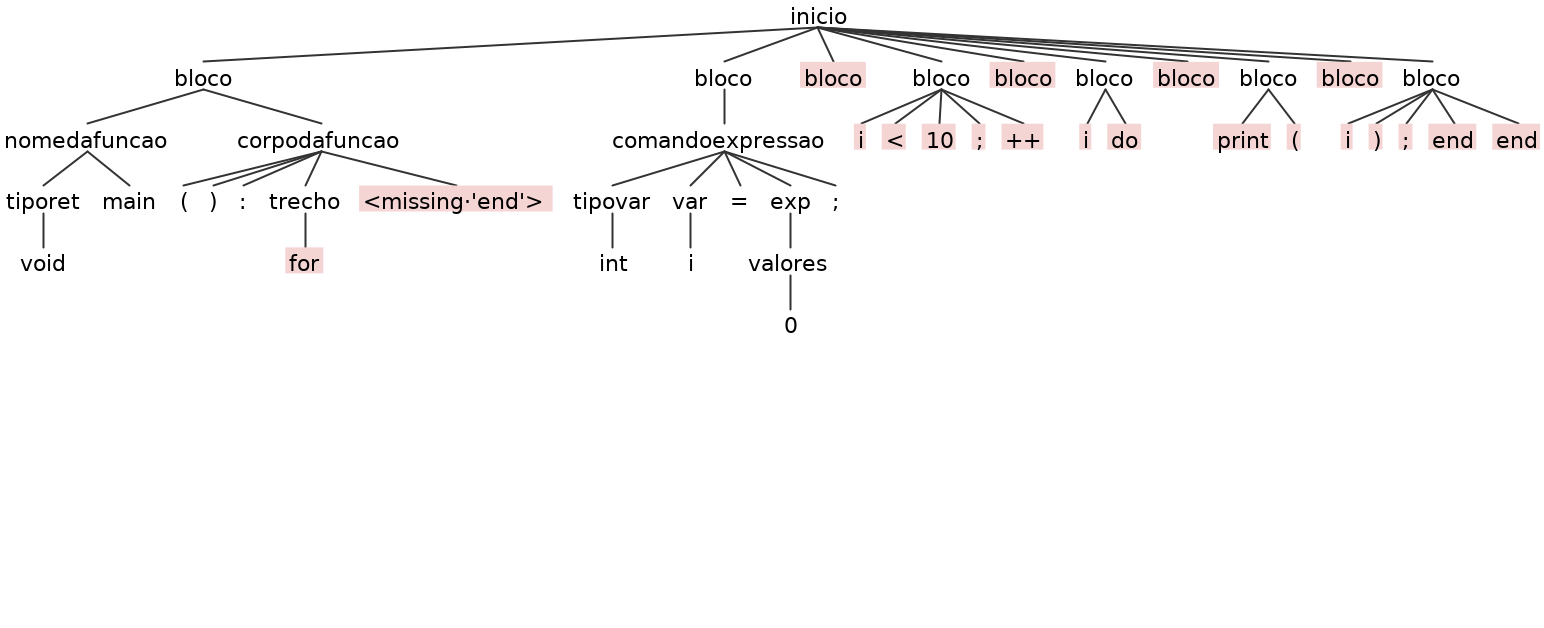 inicio
bloco bloco bloco bloco bloco bloco bloco bloco bloco bloco
nomedafuncao corpodafuncao comandoexpressao i < 10 ; ++ i do print ( i ) ; end end
tiporet main ( ) : trecho <missing·'end'> tipovar var = exp ;
void for int i valores
0